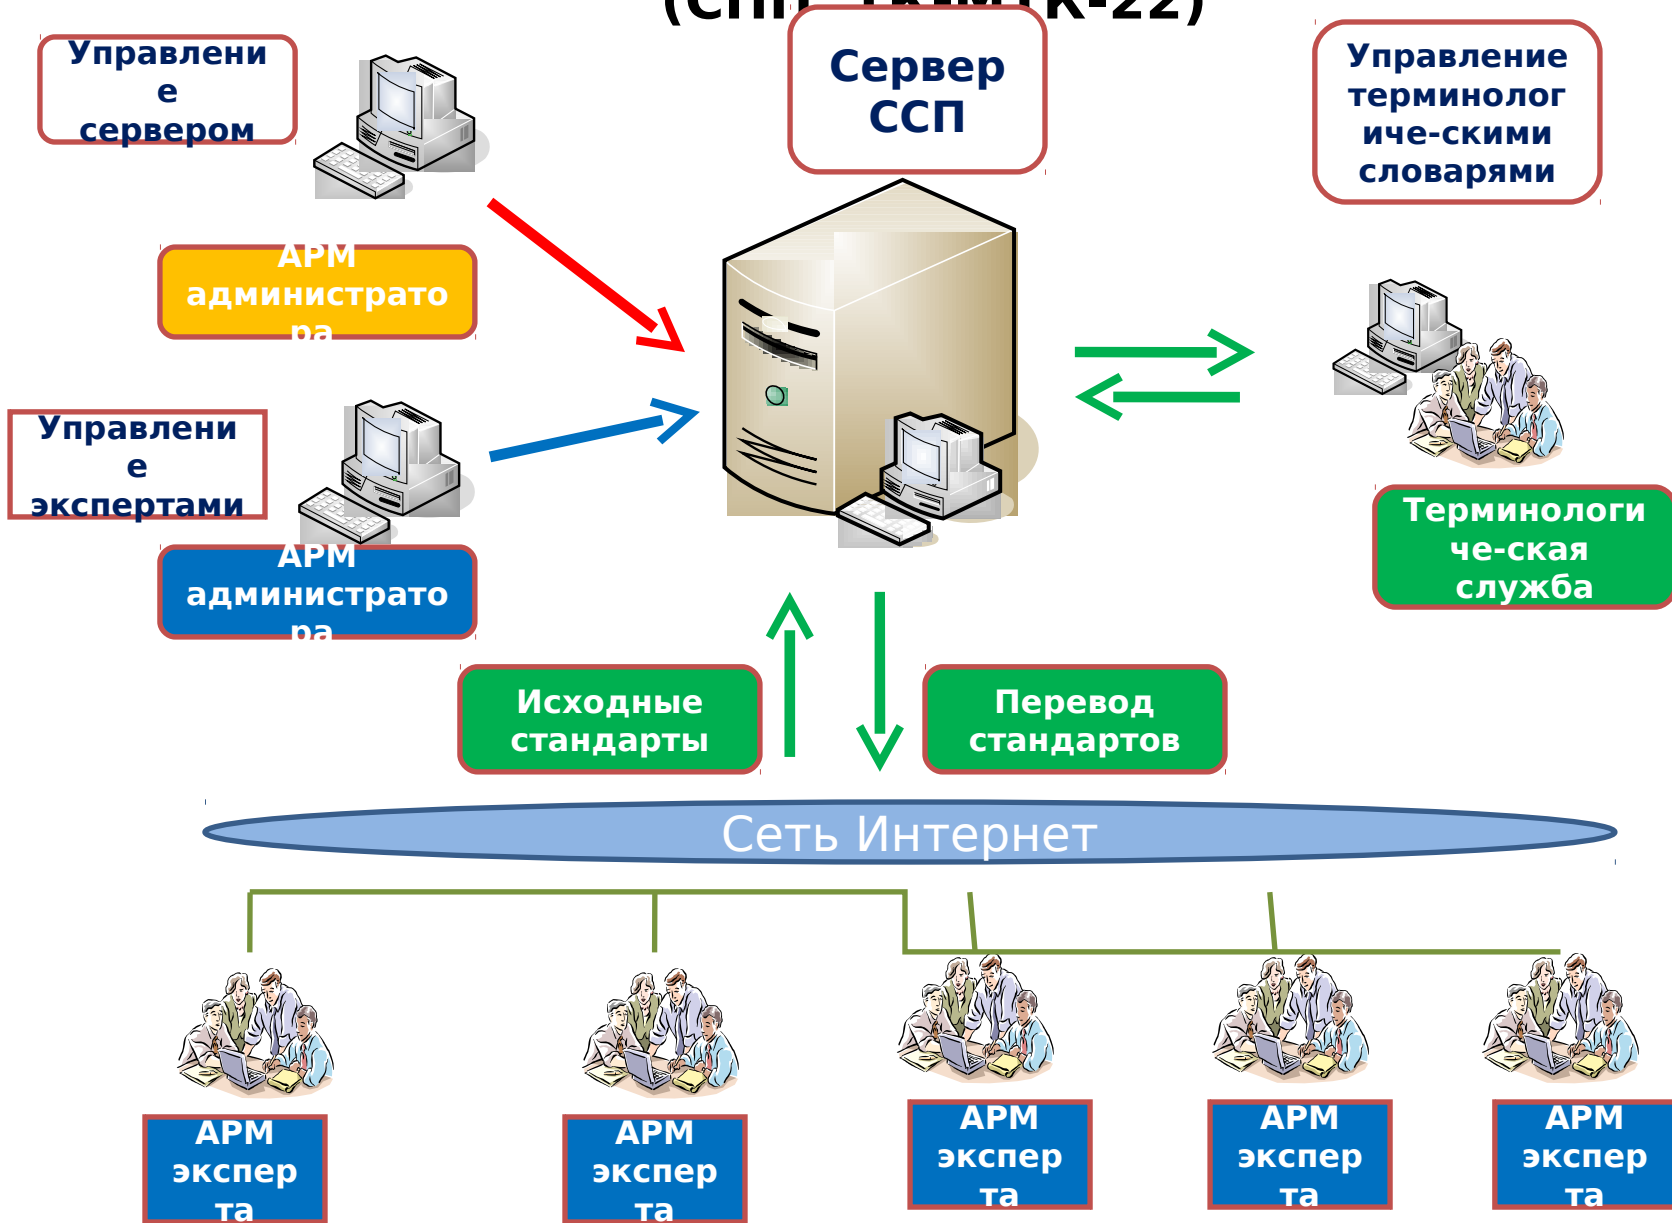 Сервер
ССП
Управлени
е
сервером
Управление
терминолог
иче-скими
словарями
АРМ
администрато
ра
Управлени
е
экспертами
АРМ
администрато
ра
Терминологи
че-ская
служба
Исходные
стандарты
Перевод
стандартов
Сеть Интернет
АРМ
экспер
та
АРМ
экспер
та
АРМ
экспер
та
АРМ
экспер
та
АРМ
экспер
та